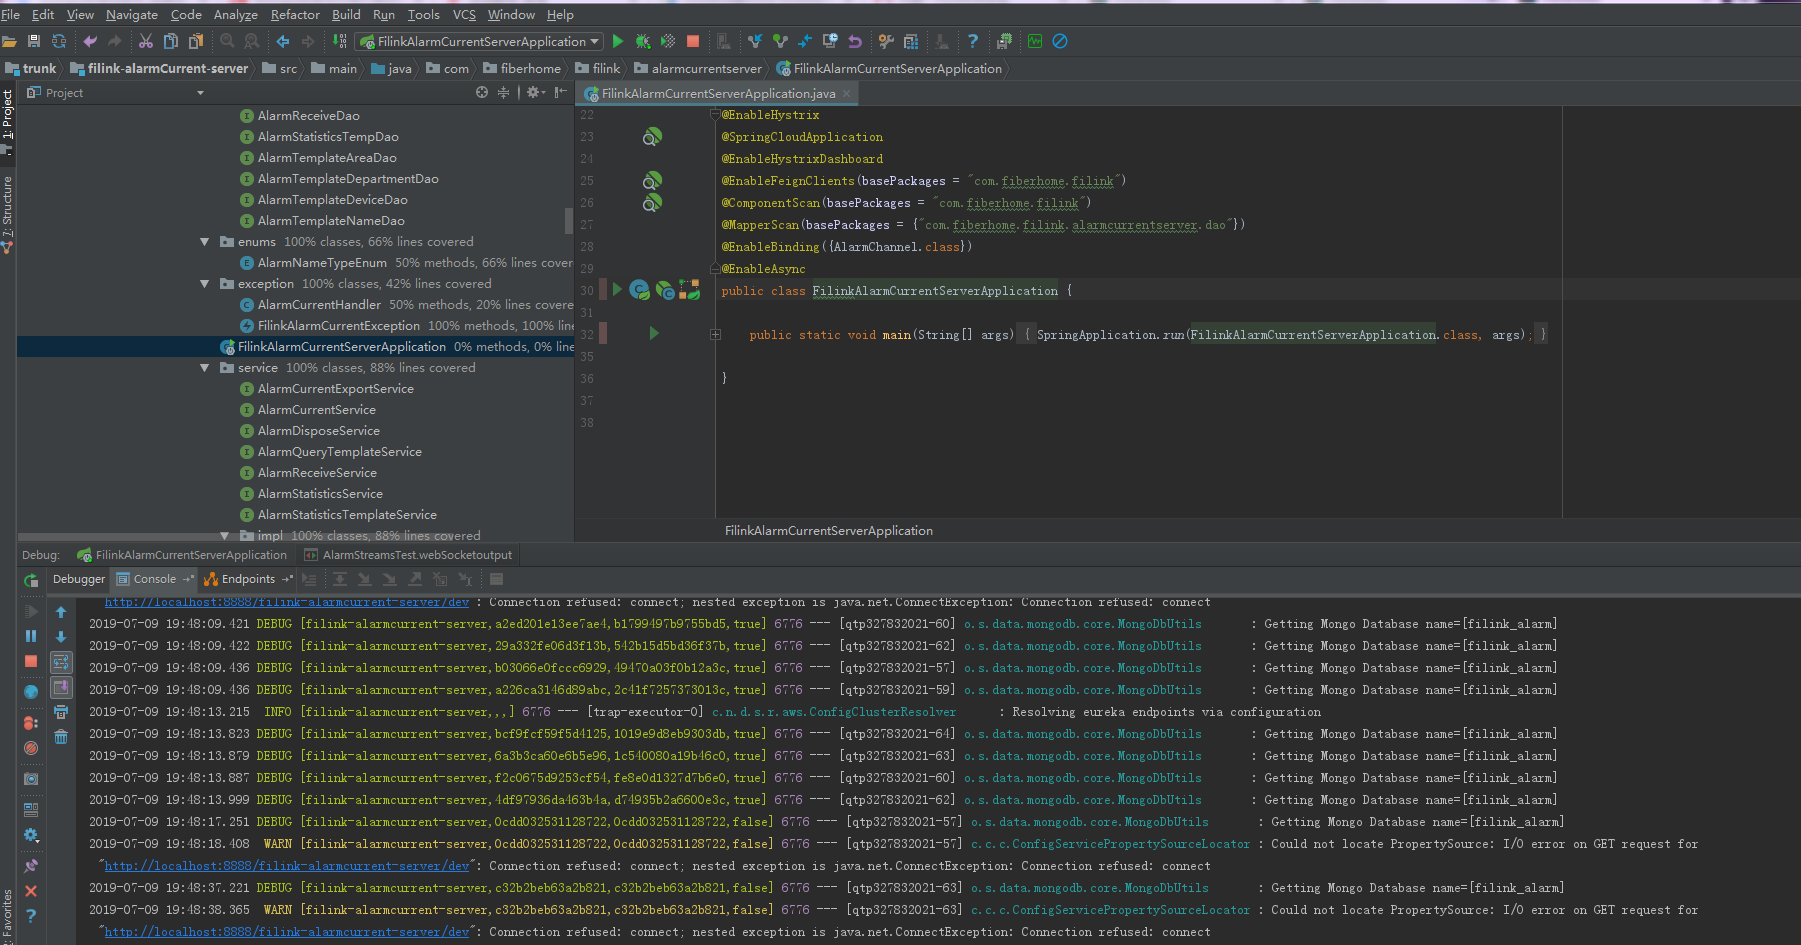 File Edit View Navigate Code Analyze Refactor Build Run Tools VCS Window Help
FilinkAlarmCurrentServerApplication
trunk filink-alarmCurrent-server src main java com fiberhome filink alarmcurrentserver FilinkAlarmCurrentServerApplication
1: Project
7: Structure
Favorites
Project
FilinkAlarmCurrentServerApplication.java
AlarmReceiveDao
AlarmStatisticsTempDao
AlarmTemplateAreaDao
AlarmTemplateDepartmentDao
AlarmTemplateDeviceDao
AlarmTemplateNameDao
enums 100% classes, 66% lines covered
AlarmNameTypeEnum 50% methods, 66% lines cover
exception 100% classes, 42% lines covered
AlarmCurrentHandler 50% methods, 20% lines covere
FilinkAlarmCurrentException 100% methods, 100% line
FilinkAlarmCurrentServerApplication 0% methods, 0% line
service 100% classes, 88% lines covered
AlarmCurrentExportService
AlarmCurrentService
AlarmDisposeService
AlarmQueryTemplateService
AlarmReceiveService
AlarmStatisticsService
AlarmStatisticsTemplateService
impl 100% classes, 88% lines covered
22 @EnableHystrix
23 @SpringCloudApplication
24 @EnableHystrixDashboard
25 @EnableFeignClients(basePackages = "com.fiberhome.filink")
26 @ComponentScan(basePackages = "com.fiberhome.filink")
27 @MapperScan(basePackages = {"com.fiberhome.filink.alarmcurrentserver.dao"})
28 @EnableBinding({AlarmChannel.class})
29 @EnableAsync
30 public class FilinkAlarmCurrentServerApplication {
31
32 public static void main(String[] args) { SpringApplication.run(FilinkAlarmCurrentServerApplication.class, args); }
35
36 }
37
38
FilinkAlarmCurrentServerApplication
Debug: FilinkAlarmCurrentServerApplication AlarmStreamsTest.webSocketoutput
Debugger Console Endpoints
http://localhost:8888/filink-alarmcurrent-server/dev : Connection refused: connect; nested exception is java.net.ConnectException: Connection refused: connect
2019-07-09 19:48:09.421 DEBUG [filink-alarmcurrent-server,a2ed201e13ee7ae4,b1799497b9755bd5,true] 6776 --- [qtp327832021-60] o.s.data.mongodb.core.MongoDbUtils : Getting Mongo Database name=[filink_alarm]
2019-07-09 19:48:09.422 DEBUG [filink-alarmcurrent-server,29a332fe06d3f13b,542b15d5bd36f37b,true] 6776 --- [qtp327832021-62] o.s.data.mongodb.core.MongoDbUtils : Getting Mongo Database name=[filink_alarm]
2019-07-09 19:48:09.436 DEBUG [filink-alarmcurrent-server,b03066e0fccc6929,49470a03f0b12a3c,true] 6776 --- [qtp327832021-57] o.s.data.mongodb.core.MongoDbUtils : Getting Mongo Database name=[filink_alarm]
2019-07-09 19:48:09.436 DEBUG [filink-alarmcurrent-server,a226ca3146d89abc,2c41f7257373013c,true] 6776 --- [qtp327832021-59] o.s.data.mongodb.core.MongoDbUtils : Getting Mongo Database name=[filink_alarm]
2019-07-09 19:48:13.215 INFO [filink-alarmcurrent-server,,,] 6776 --- [trap-executor-0] c.n.d.s.r.aws.ConfigClusterResolver : Resolving eureka endpoints via configuration
2019-07-09 19:48:13.823 DEBUG [filink-alarmcurrent-server,bcf9fcf59f5d4125,1019e9d8eb9303db,true] 6776 --- [qtp327832021-64] o.s.data.mongodb.core.MongoDbUtils : Getting Mongo Database name=[filink_alarm]
2019-07-09 19:48:13.879 DEBUG [filink-alarmcurrent-server,6a3b3ca60e6b5e96,1c540080a19b46c0,true] 6776 --- [qtp327832021-63] o.s.data.mongodb.core.MongoDbUtils : Getting Mongo Database name=[filink_alarm]
2019-07-09 19:48:13.887 DEBUG [filink-alarmcurrent-server,f2c0675d9253cf54,fe8e0d1327d7b6e0,true] 6776 --- [qtp327832021-60] o.s.data.mongodb.core.MongoDbUtils : Getting Mongo Database name=[filink_alarm]
2019-07-09 19:48:13.999 DEBUG [filink-alarmcurrent-server,4df97936da463b4a,d74935b2a6600e3c,true] 6776 --- [qtp327832021-62] o.s.data.mongodb.core.MongoDbUtils : Getting Mongo Database name=[filink_alarm]
2019-07-09 19:48:17.251 DEBUG [filink-alarmcurrent-server,0cdd032531128722,0cdd032531128722,false] 6776 --- [qtp327832021-57] o.s.data.mongodb.core.MongoDbUtils : Getting Mongo Database name=[filink_alarm]
2019-07-09 19:48:18.408 WARN [filink-alarmcurrent-server,0cdd032531128722,0cdd032531128722,false] 6776 --- [qtp327832021-57] c.c.c.ConfigServicePropertySourceLocator : Could not locate PropertySource: I/O error on GET request for
"http://localhost:8888/filink-alarmcurrent-server/dev": Connection refused: connect; nested exception is java.net.ConnectException: Connection refused: connect
2019-07-09 19:48:37.221 DEBUG [filink-alarmcurrent-server,c32b2beb63a2b821,c32b2beb63a2b821,false] 6776 --- [qtp327832021-63] o.s.data.mongodb.core.MongoDbUtils : Getting Mongo Database name=[filink_alarm]
2019-07-09 19:48:38.365 WARN [filink-alarmcurrent-server,c32b2beb63a2b821,c32b2beb63a2b821,false] 6776 --- [qtp327832021-63] c.c.c.ConfigServicePropertySourceLocator : Could not locate PropertySource: I/O error on GET request for
"http://localhost:8888/filink-alarmcurrent-server/dev": Connection refused: connect; nested exception is java.net.ConnectException: Connection refused: connect